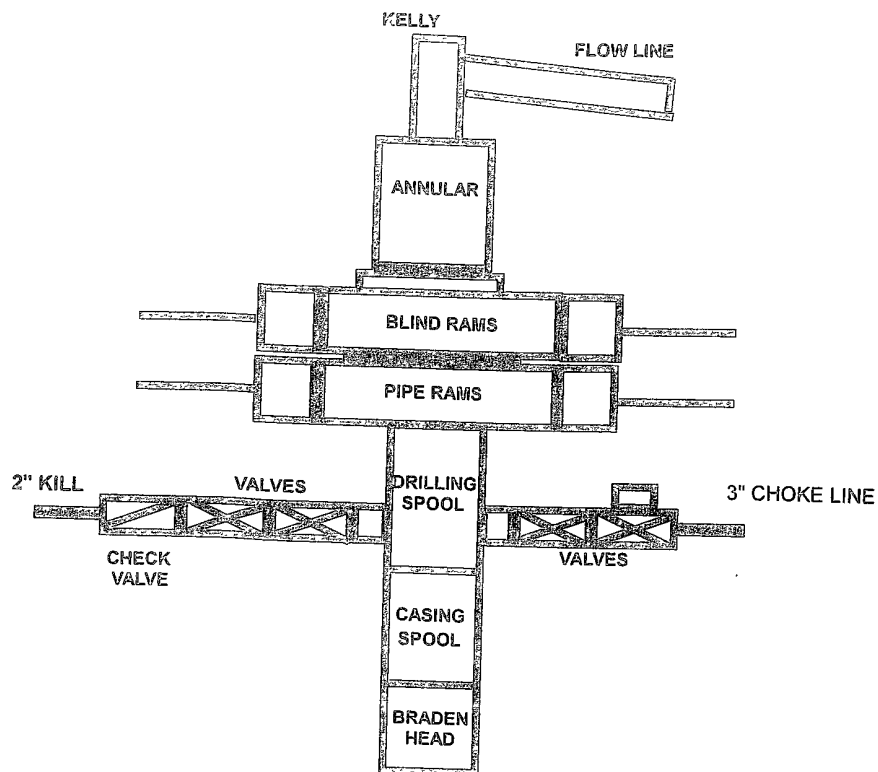 KELLY
FLOW LINE
ANNULAR
BLIND RAMS
PIPE RAMS
2" KILL
VALVES
DRILLING
SPOOL
3" CHOKE LINE
CHECK
VALVE
VALVES
CASING
SPOOL
BRADEN
HEAD